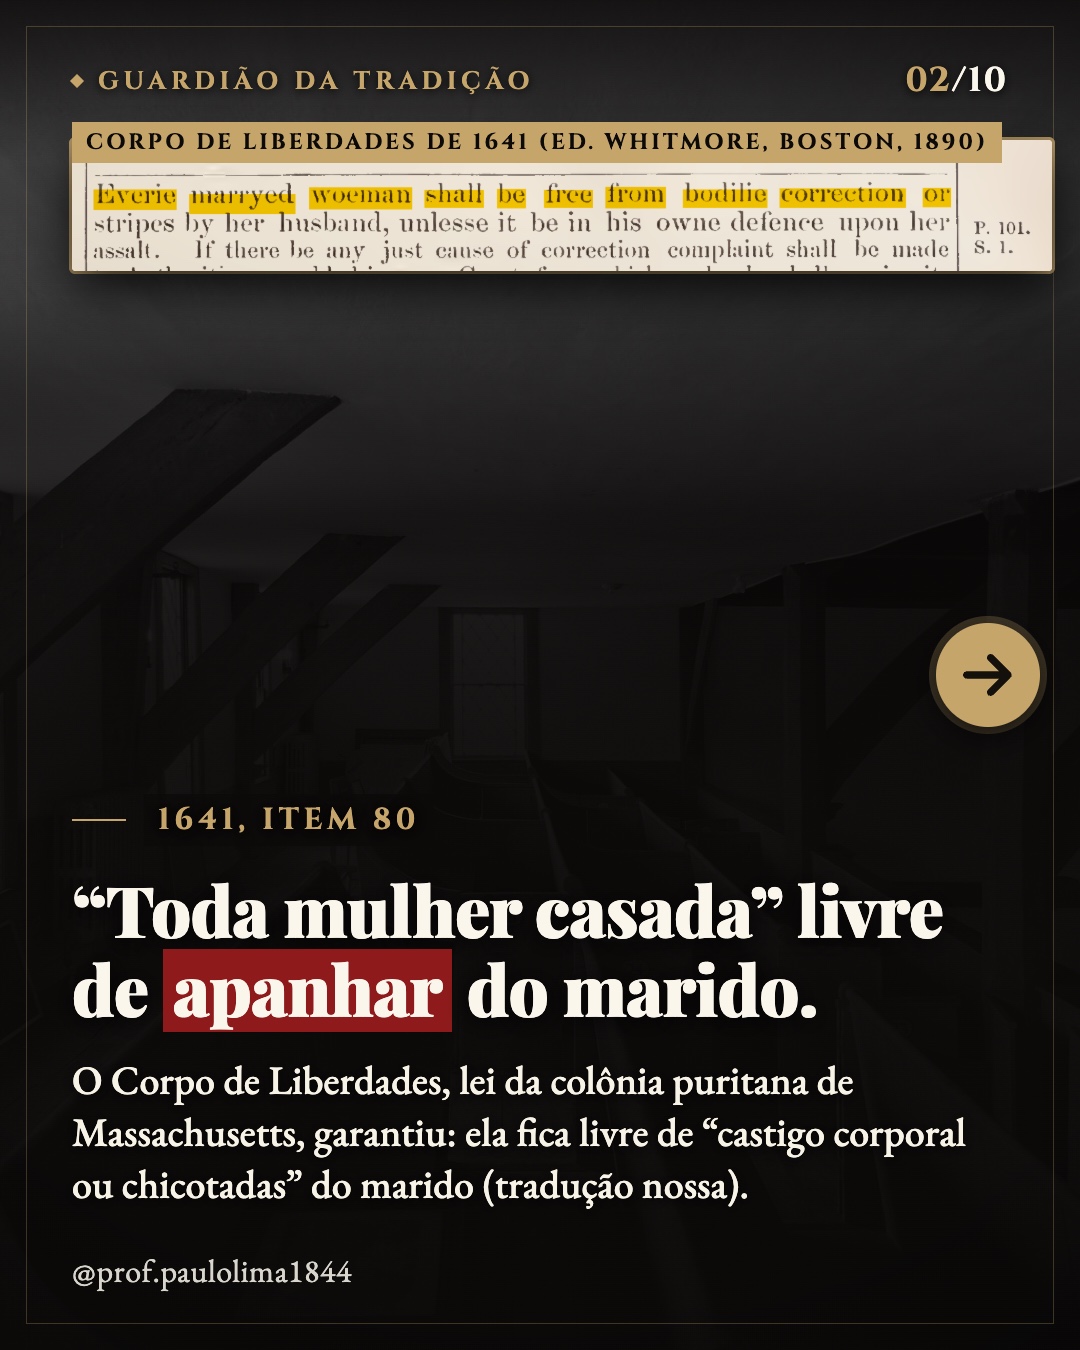 GUARDIÃO DA TRADIÇÃO
02/10
CORPO DE LIBERDADES DE 1641 (ED. WHITMORE, BOSTON, 1890)
Everie marryed woeman shall be free from bodilie correction or
stripes by her husband, unlesse it be in his owne defence upon her
assalt. If there be any just cause of correction complaint shall be made
P. 101.
S. 1.
1641, ITEM 80
“Toda mulher casada” livre
de apanhar do marido.
O Corpo de Liberdades, lei da colônia puritana de
Massachusetts, garantiu: ela fica livre de “castigo corporal
ou chicotadas” do marido (tradução nossa).
@prof.paulolima1844